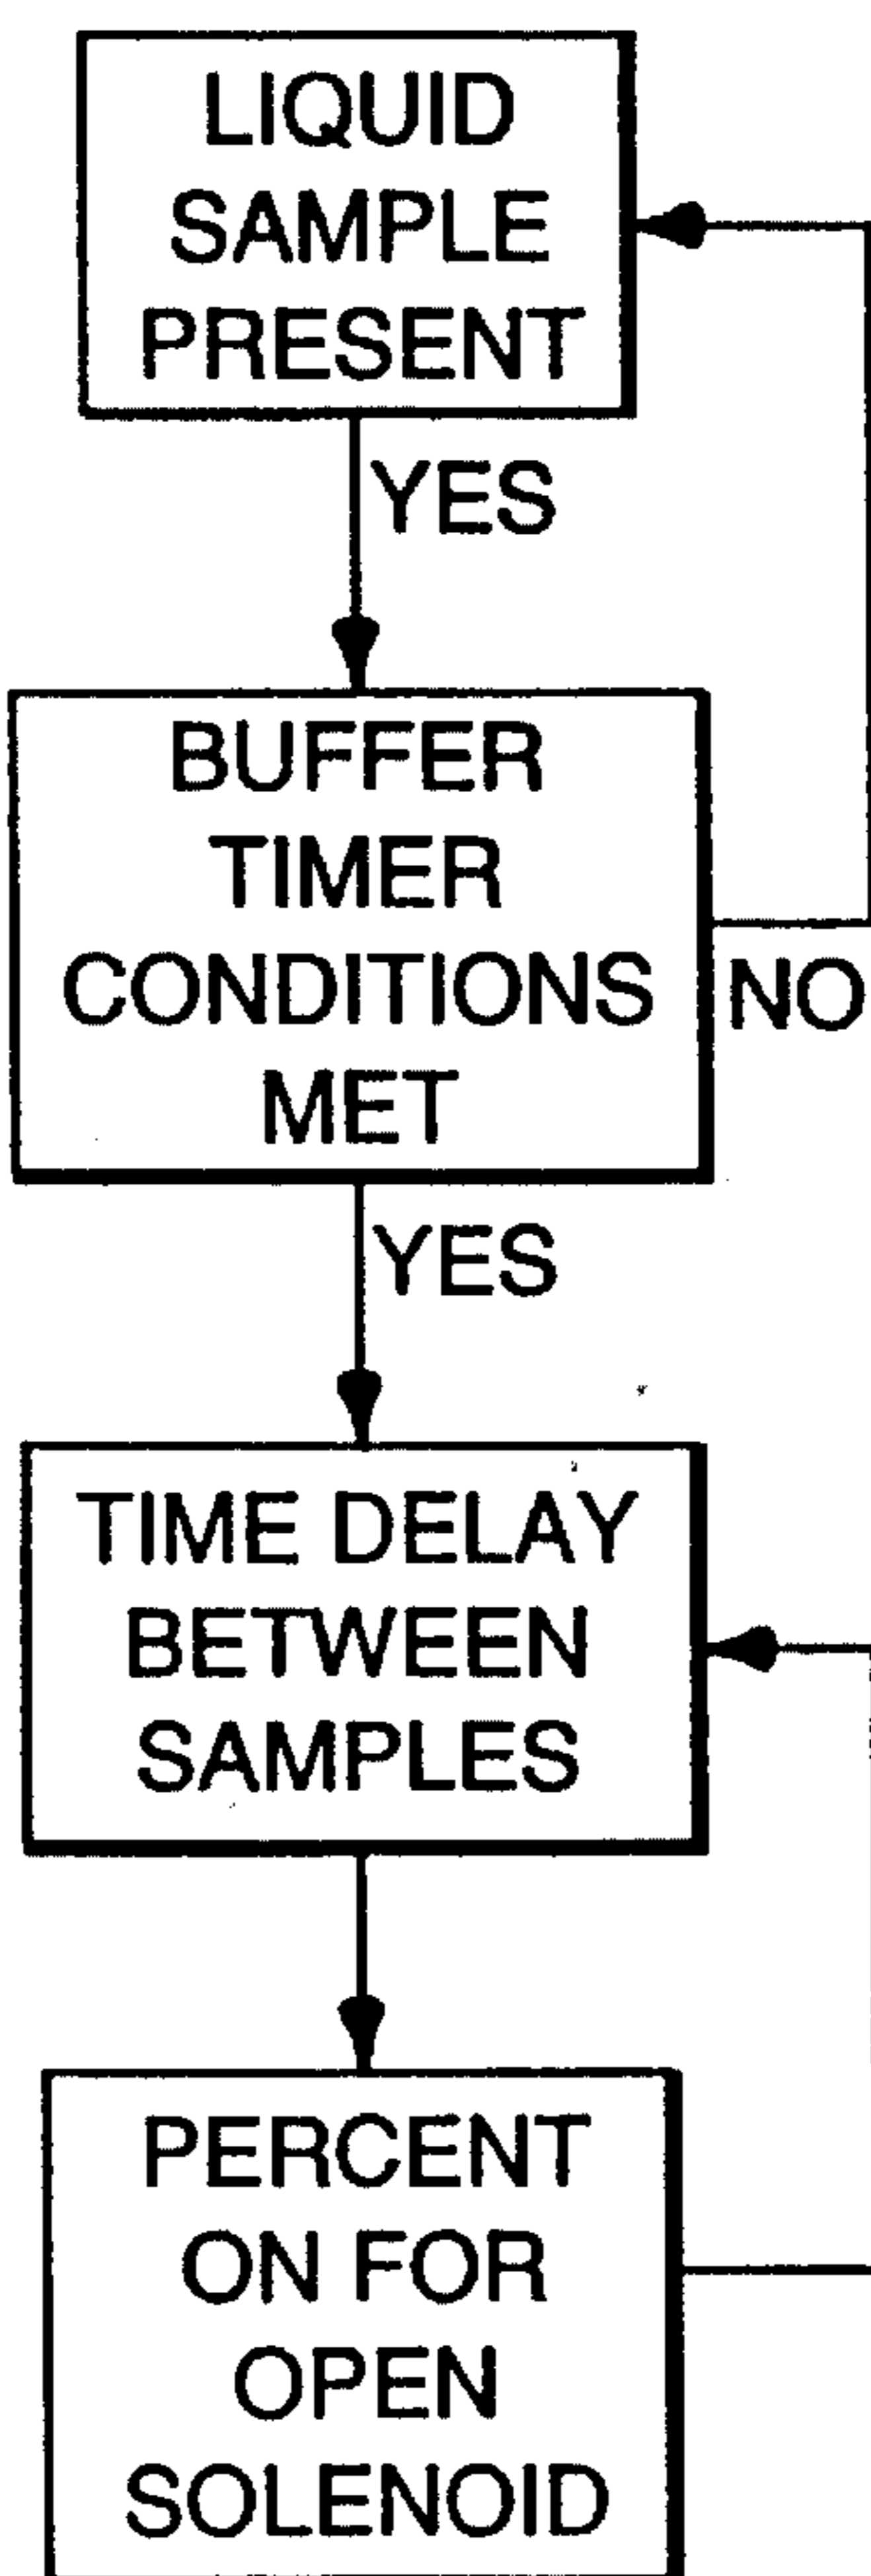 LIQUID
SAMPLE
PRESENT
YES
BUFFER
TIMER
CONDITIONS
MET
NO
YES
TIME DELAY
BETWEEN
SAMPLES
PERCENT
ON FOR
OPEN
SOLENOID